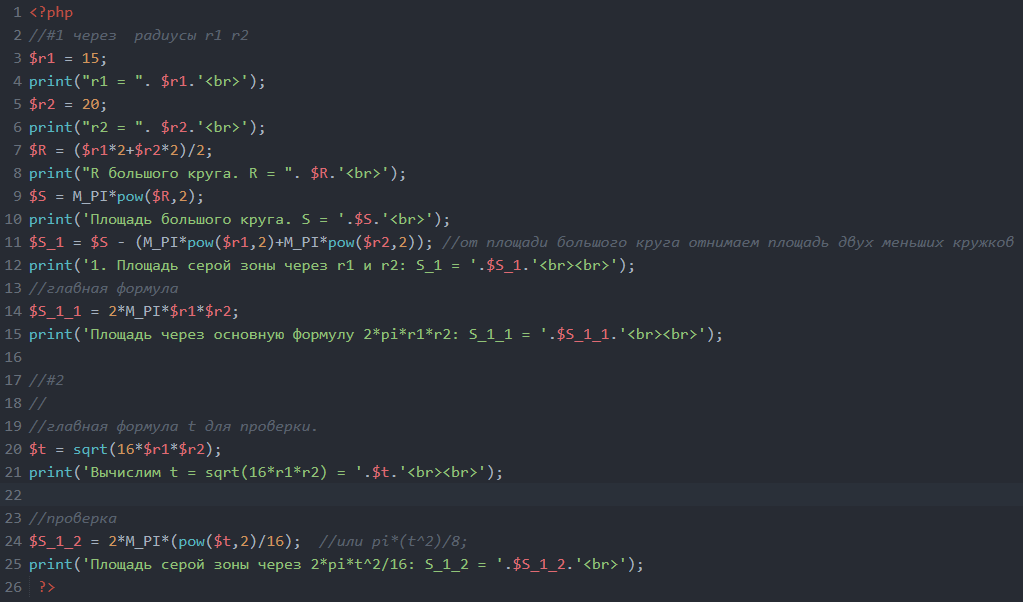 1 <?php
2 //#1 через  радиусы r1 r2
3 $r1 = 15;
4 print("r1 = ". $r1.'<br>');
5 $r2 = 20;
6 print("r2 = ". $r2.'<br>');
7 $R = ($r1*2+$r2*2)/2;
8 print("R большого круга. R = ". $R.'<br>');
9 $S = M_PI*pow($R,2);
10 print('Площадь большого круга. S = '.$S.'<br>');
11 $S_1 = $S - (M_PI*pow($r1,2)+M_PI*pow($r2,2)); //от площади большого круга отнимаем площадь двух меньших кружков
12 print('1. Площадь серой зоны через r1 и r2: S_1 = '.$S_1.'<br><br>');
13 //главная формула
14 $S_1_1 = 2*M_PI*$r1*$r2;
15 print('Площадь через основную формулу 2*pi*r1*r2: S_1_1 = '.$S_1_1.'<br><br>');
16
17 //#2
18 //
19 //главная формула t для проверки.
20 $t = sqrt(16*$r1*$r2);
21 print('Вычислим t = sqrt(16*r1*r2) = '.$t.'<br><br>');
22
23 //проверка
24 $S_1_2 = 2*M_PI*(pow($t,2)/16);  //или pi*(t^2)/8;
25 print('Площадь серой зоны через 2*pi*t^2/16: S_1_2 = '.$S_1_2.'<br>');
26  ?>